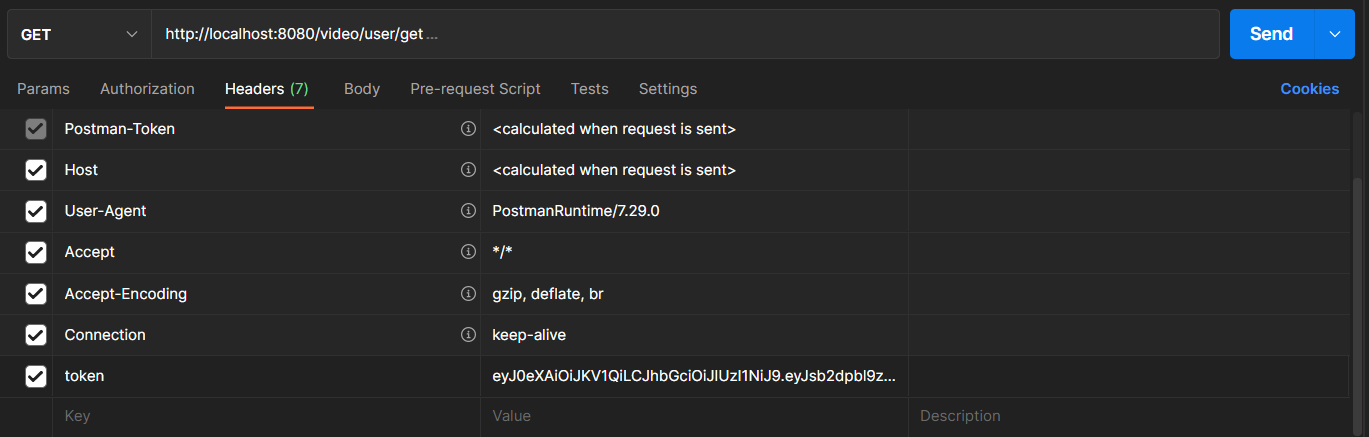 GET http://localhost:8080/video/user/get ... Send
Params Authorization Headers (7) Body Pre-request Script Tests Settings Cookies
Postman-Token <calculated when request is sent>
Host <calculated when request is sent>
User-Agent PostmanRuntime/7.29.0
Accept */*
Accept-Encoding gzip, deflate, br
Connection keep-alive
token eyJ0eXAiOiJKV1QiLCJhbGciOiJIUzI1NiJ9.eyJsb2dpbl9z...
Key Value Description